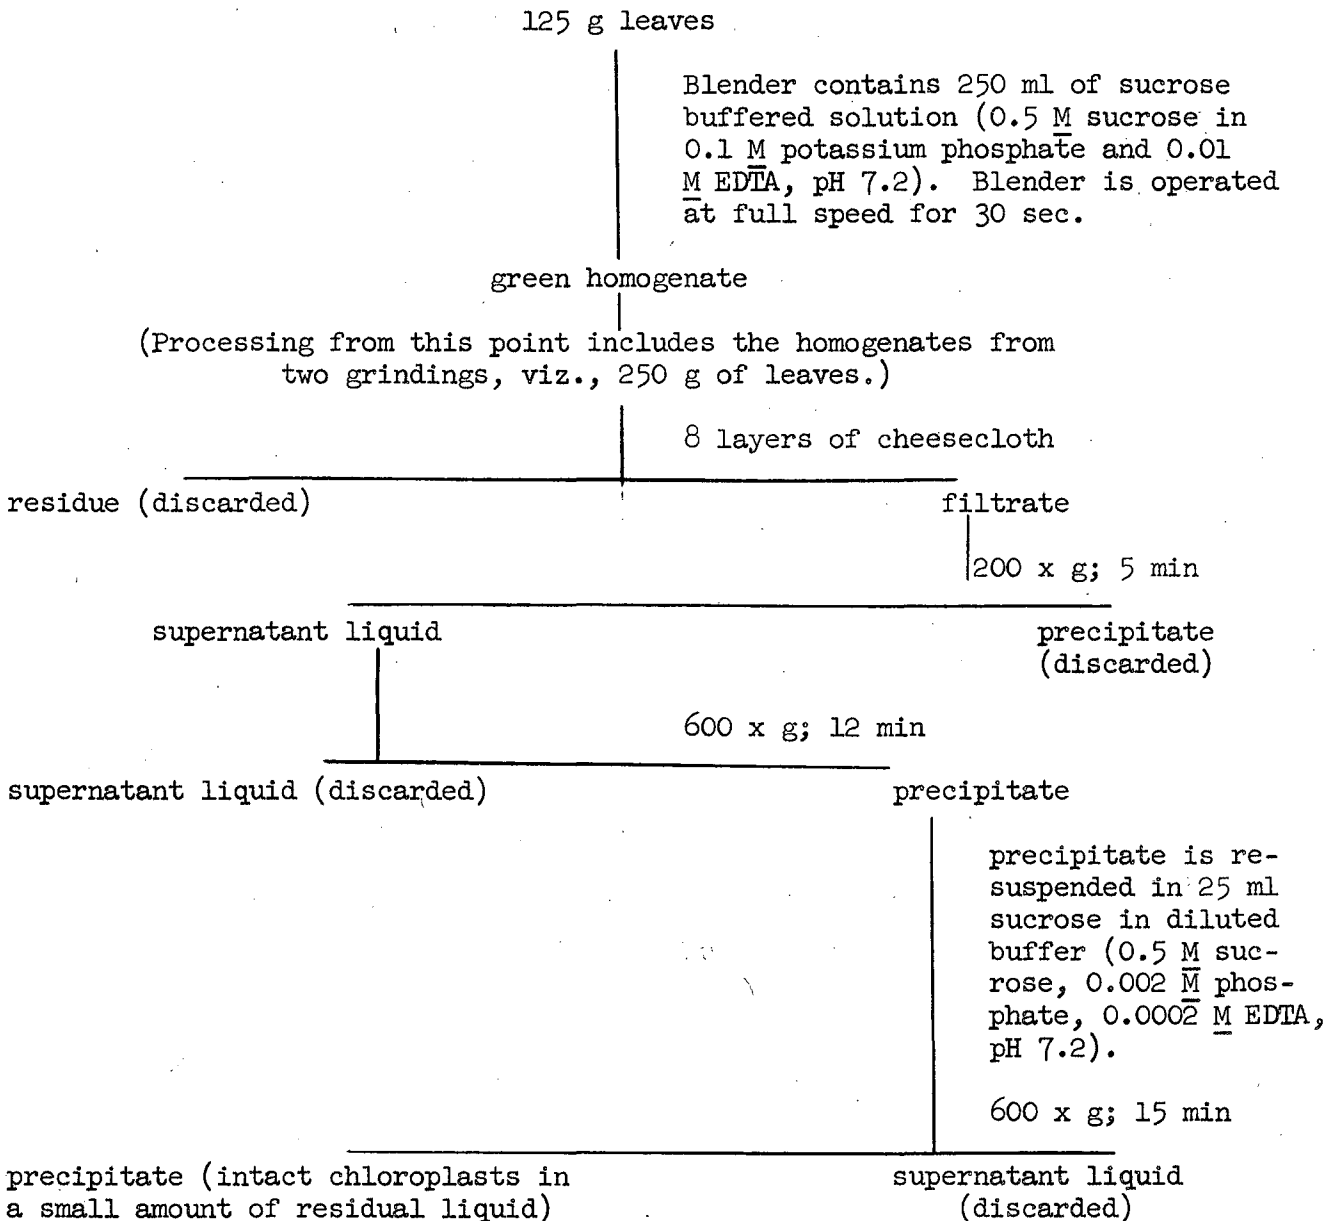 125 g leaves
Blender contains 250 ml of sucrose
buffered solution (0.5 M sucrose in
0.1 M potassium phosphate and 0.01
M EDTA, pH 7.2). Blender is operated
at full speed for 30 sec.
green homogenate
(Processing from this point includes the homogenates from
two grindings, viz., 250 g of leaves.)
8 layers of cheesecloth
residue (discarded)
filtrate
200 x g; 5 min
supernatant liquid
precipitate
(discarded)
600 x g; 12 min
supernatant liquid (discarded)
precipitate
precipitate is re-
suspended in 25 ml
sucrose in diluted
buffer (0.5 M suc-
rose, 0.002 M phos-
phate, 0.0002 M EDTA,
pH 7.2).
600 x g; 15 min
precipitate (intact chloroplasts in
a small amount of residual liquid)
supernatant liquid
(discarded)